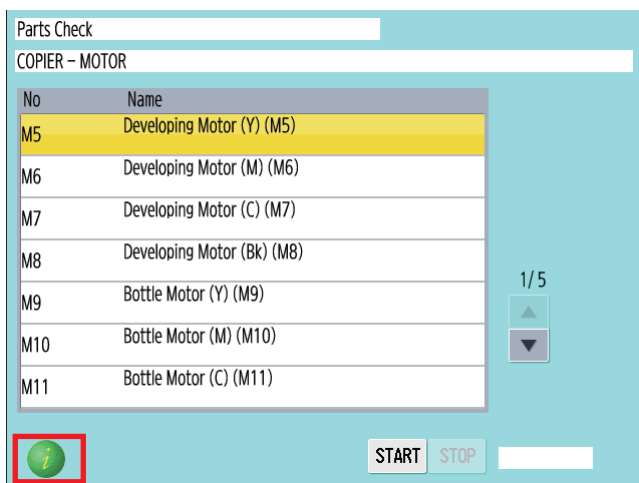 Parts Check
COPIER – MOTOR
No Name
M5 Developing Motor (Y) (M5)
M6 Developing Motor (M) (M6)
M7 Developing Motor (C) (M7)
M8 Developing Motor (Bk) (M8)
M9 Bottle Motor (Y) (M9)
M10 Bottle Motor (M) (M10)
M11 Bottle Motor (C) (M11)
1/5
i
START STOP